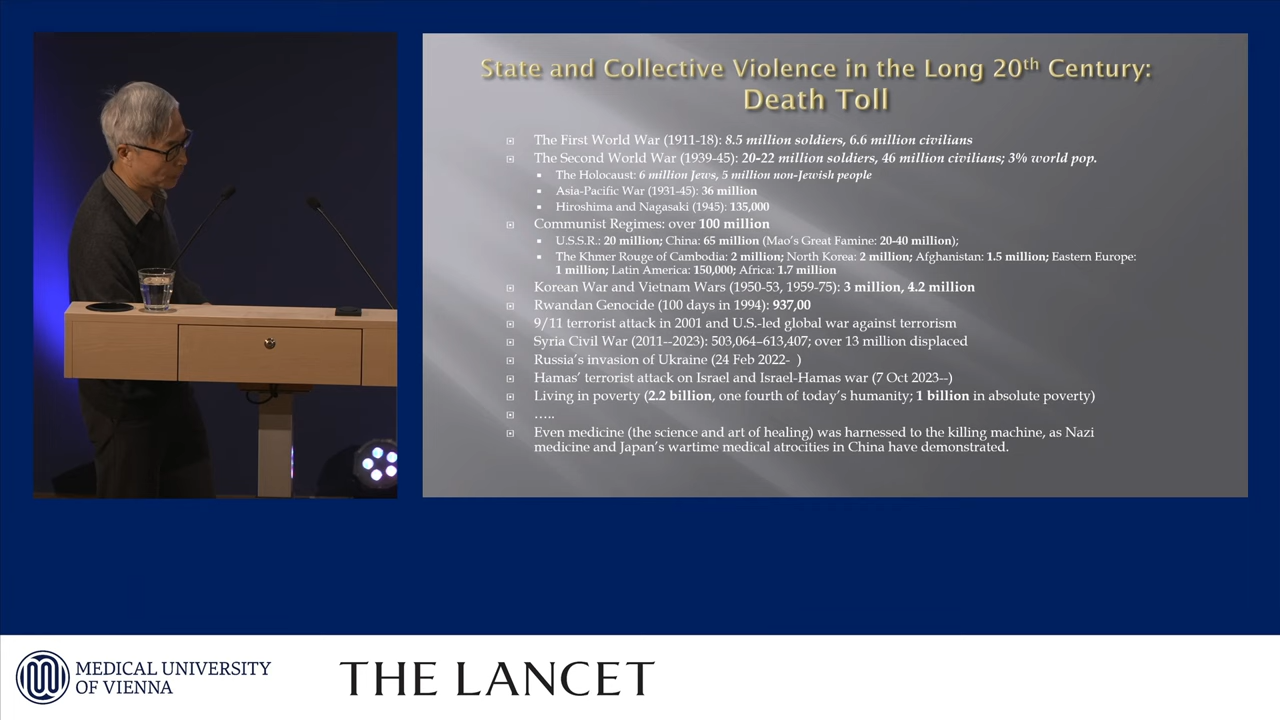 State and Collective Violence in the Long 20th Century:
Death Toll
The First World War (1911-18): 8.5 million soldiers, 6.6 million civilians
The Second World War (1939-45): 20-22 million soldiers, 46 million civilians; 3% world pop.
The Holocaust: 6 million Jews, 5 million non-Jewish people
Asia-Pacific War (1931-45): 36 million
Hiroshima and Nagasaki (1945): 135,000
Communist Regimes: over 100 million
U.S.S.R.: 20 million; China: 65 million (Mao's Great Famine: 20-40 million);
The Khmer Rouge of Cambodia: 2 million; North Korea: 2 million; Afghanistan: 1.5 million; Eastern Europe:
1 million; Latin America: 150,000; Africa: 1.7 million
Korean War and Vietnam Wars (1950-53, 1959-75): 3 million, 4.2 million
Rwandan Genocide (100 days in 1994): 937,00
9/11 terrorist attack in 2001 and U.S.-led global war against terrorism
Syria Civil War (2011--2023): 503,064–613,407; over 13 million displaced
Russia's invasion of Ukraine (24 Feb 2022- )
Hamas' terrorist attack on Israel and Israel-Hamas war (7 Oct 2023--)
Living in poverty (2.2 billion, one fourth of today's humanity; 1 billion in absolute poverty)
…..
Even medicine (the science and art of healing) was harnessed to the killing machine, as Nazi
medicine and Japan's wartime medical atrocities in China have demonstrated.
MEDICAL UNIVERSITY
OF VIENNA
THE LANCET